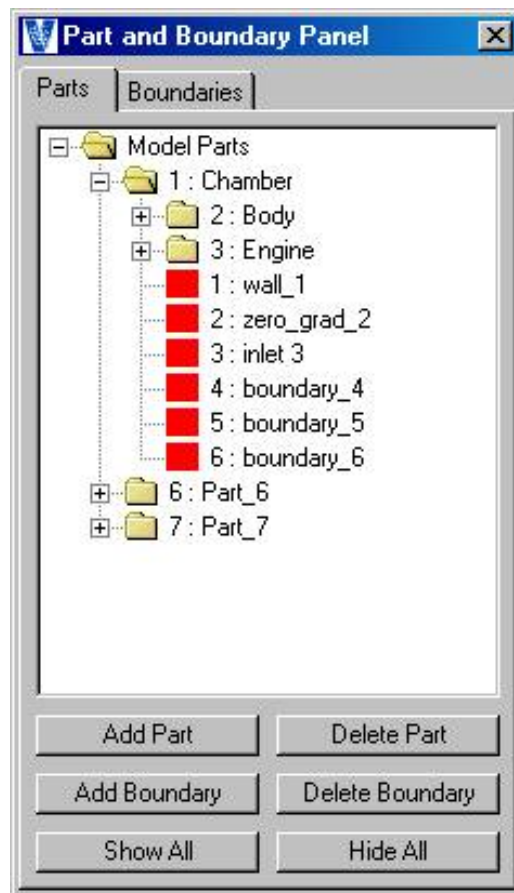 Part and Boundary Panel
Parts Boundaries
Model Parts
1 : Chamber
2 : Body
3 : Engine
1 : wall_1
2 : zero_grad_2
3 : inlet 3
4 : boundary_4
5 : boundary_5
6 : boundary_6
6 : Part_6
7 : Part_7
Add Part Delete Part
Add Boundary Delete Boundary
Show All Hide All